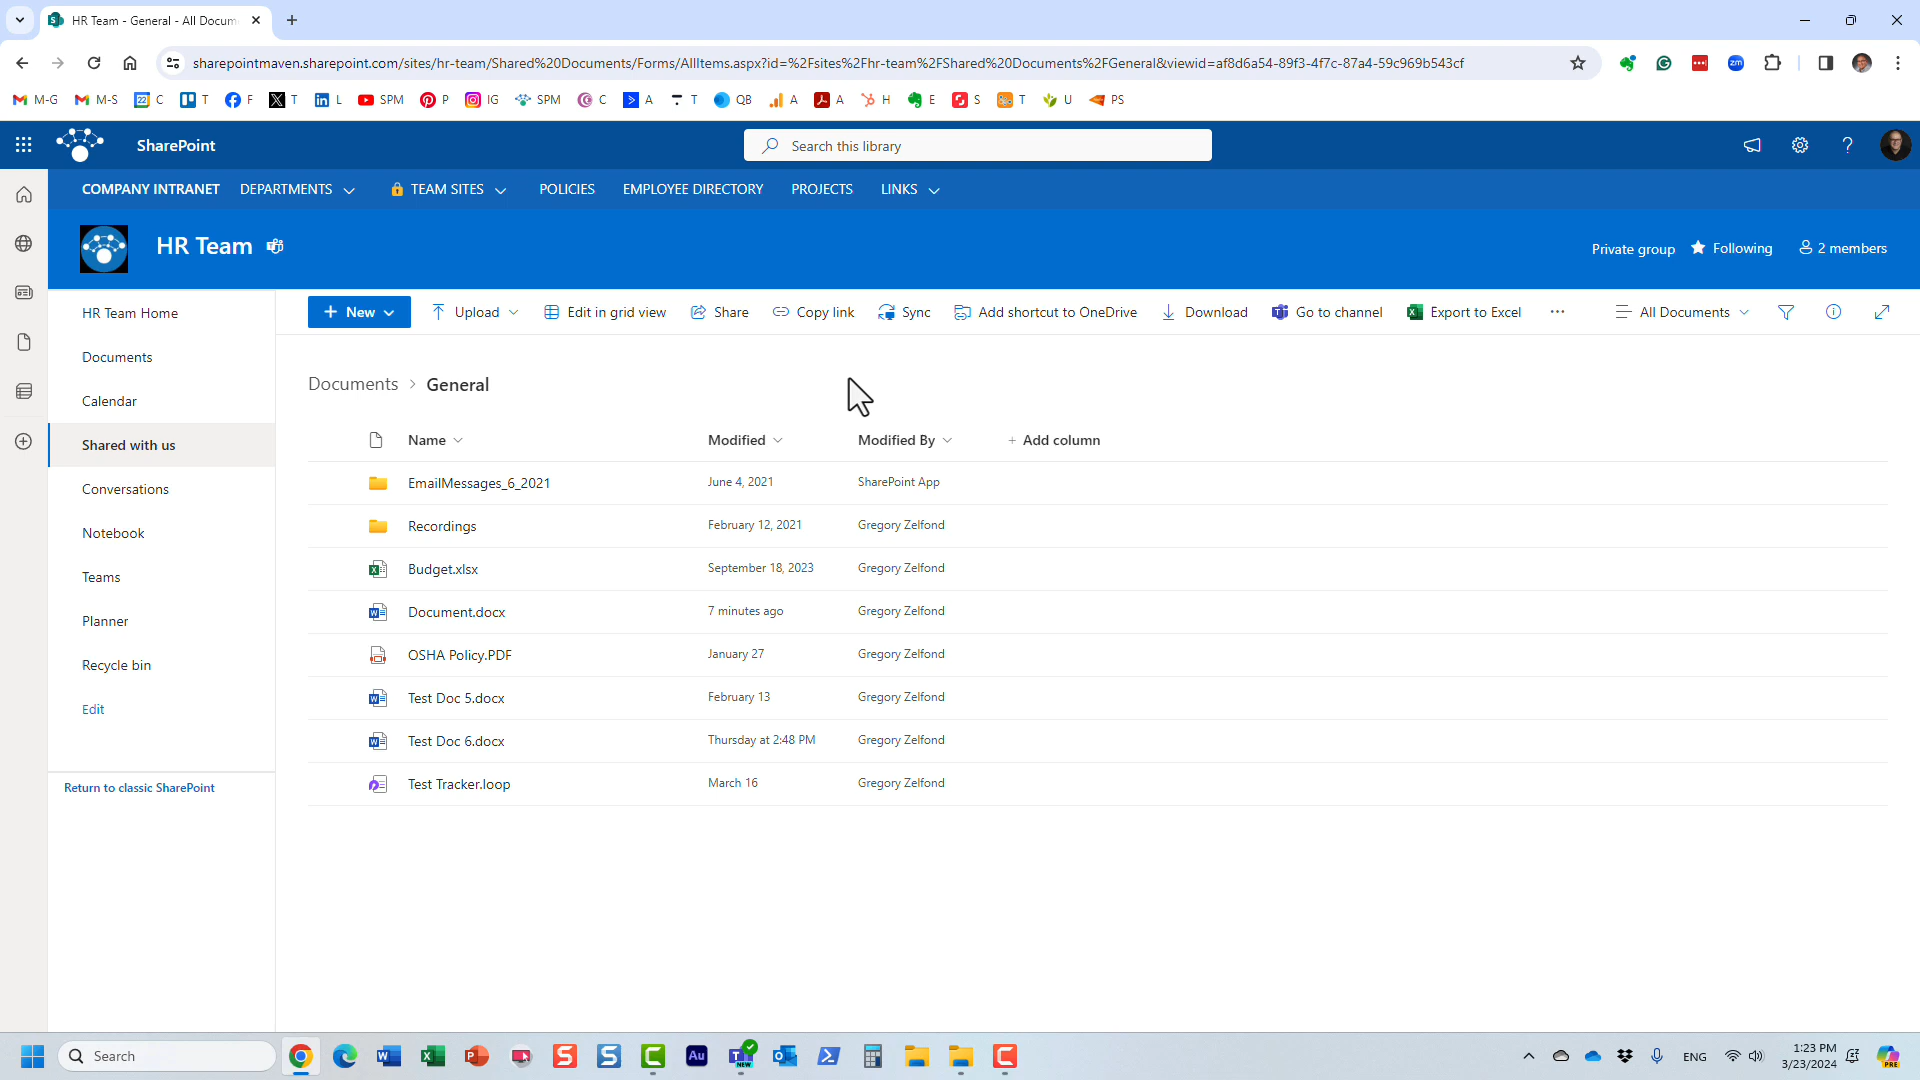 HR Team - General - All Docum
sharepointmaven.sharepoint.com/sites/hr-team/Shared%20Documents/Forms/AllItems.aspx?id=%2Fsites%2Fhr-team%2FShared%20Documents%2FGeneral&viewid=af8d6a54-89f3-4f7c-87a4-59c969b543cf
M-G M-S C T F T L SPM P IG SPM C A T QB A A H E S T U PS
SharePoint
Search this library
COMPANY INTRANET DEPARTMENTS TEAM SITES POLICIES EMPLOYEE DIRECTORY PROJECTS LINKS
HR Team
Private group Following 2 members
HR Team Home
Documents
Calendar
Shared with us
Conversations
Notebook
Teams
Planner
Recycle bin
Edit
Return to classic SharePoint
New Upload Edit in grid view Share Copy link Sync Add shortcut to OneDrive Download Go to channel Export to Excel All Documents
Documents > General
Name Modified Modified By + Add column
EmailMessages_6_2021 June 4, 2021 SharePoint App
Recordings February 12, 2021 Gregory Zelfond
Budget.xlsx September 18, 2023 Gregory Zelfond
Document.docx 7 minutes ago Gregory Zelfond
OSHA Policy.PDF January 27 Gregory Zelfond
Test Doc 5.docx February 13 Gregory Zelfond
Test Doc 6.docx Thursday at 2:48 PM Gregory Zelfond
Test Tracker.loop March 16 Gregory Zelfond
Search
ENG
1:23 PM
3/23/2024